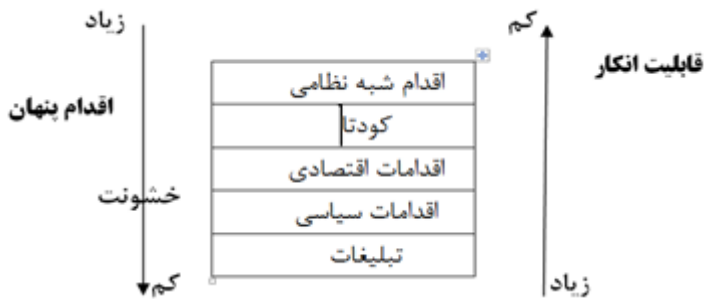 کم
قابلیت انکار
زیاد
اقدام شبه نظامی
کودتا
اقدامات اقتصادی
اقدامات سیاسی
تبلیغات
زیاد
اقدام پنهان
خشونت
کم